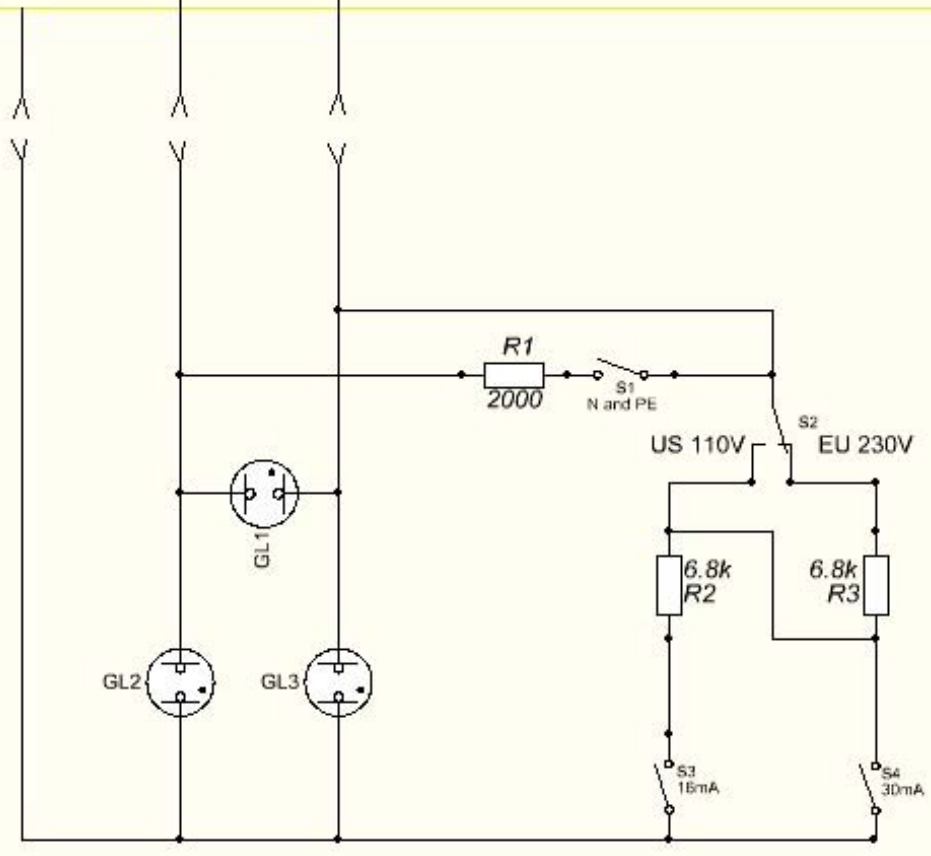 R1
2000
S1
N and PE
S2
US 110V
EU 230V
GL1
6.8k
R2
6.8k
R3
GL2
GL3
S3
16mA
S4
30mA